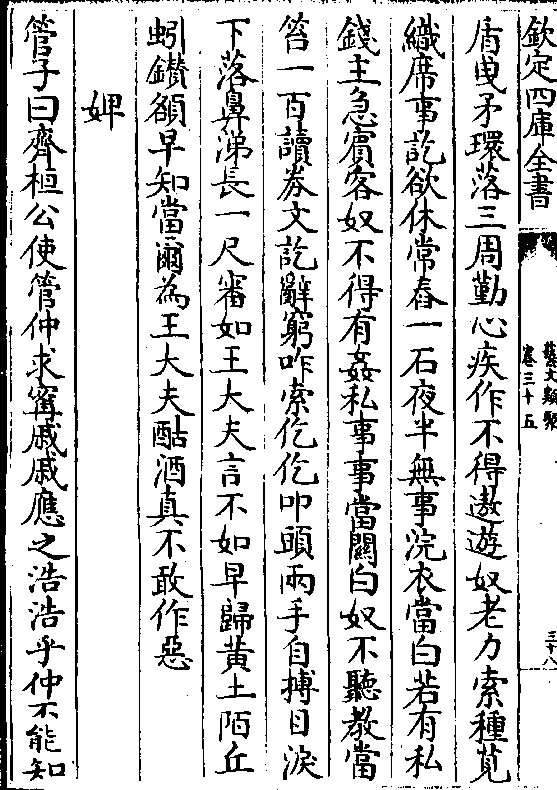 欽定四庫全書
藝文類聚
卷三十五
三十八
盾曳矛環落三周勤心疾作不得遨遊奴老力索種莧
織席事訖欲休當舂一石夜半無事浣衣當白若有私
錢主急賓客奴不得有姦私事事當關白奴不聽教當
笞一百讀券文訖辭窮咋索仡仡叩頭兩手自搏目淚
下落鼻涕長一尺審如王大夫言不如早歸黃土陌丘
蚓鑚額早知當爾為王大夫酤酒真不敢作惡
婢
管子曰齊桓公使管仲求甯戚戚應之浩浩乎仲不能知